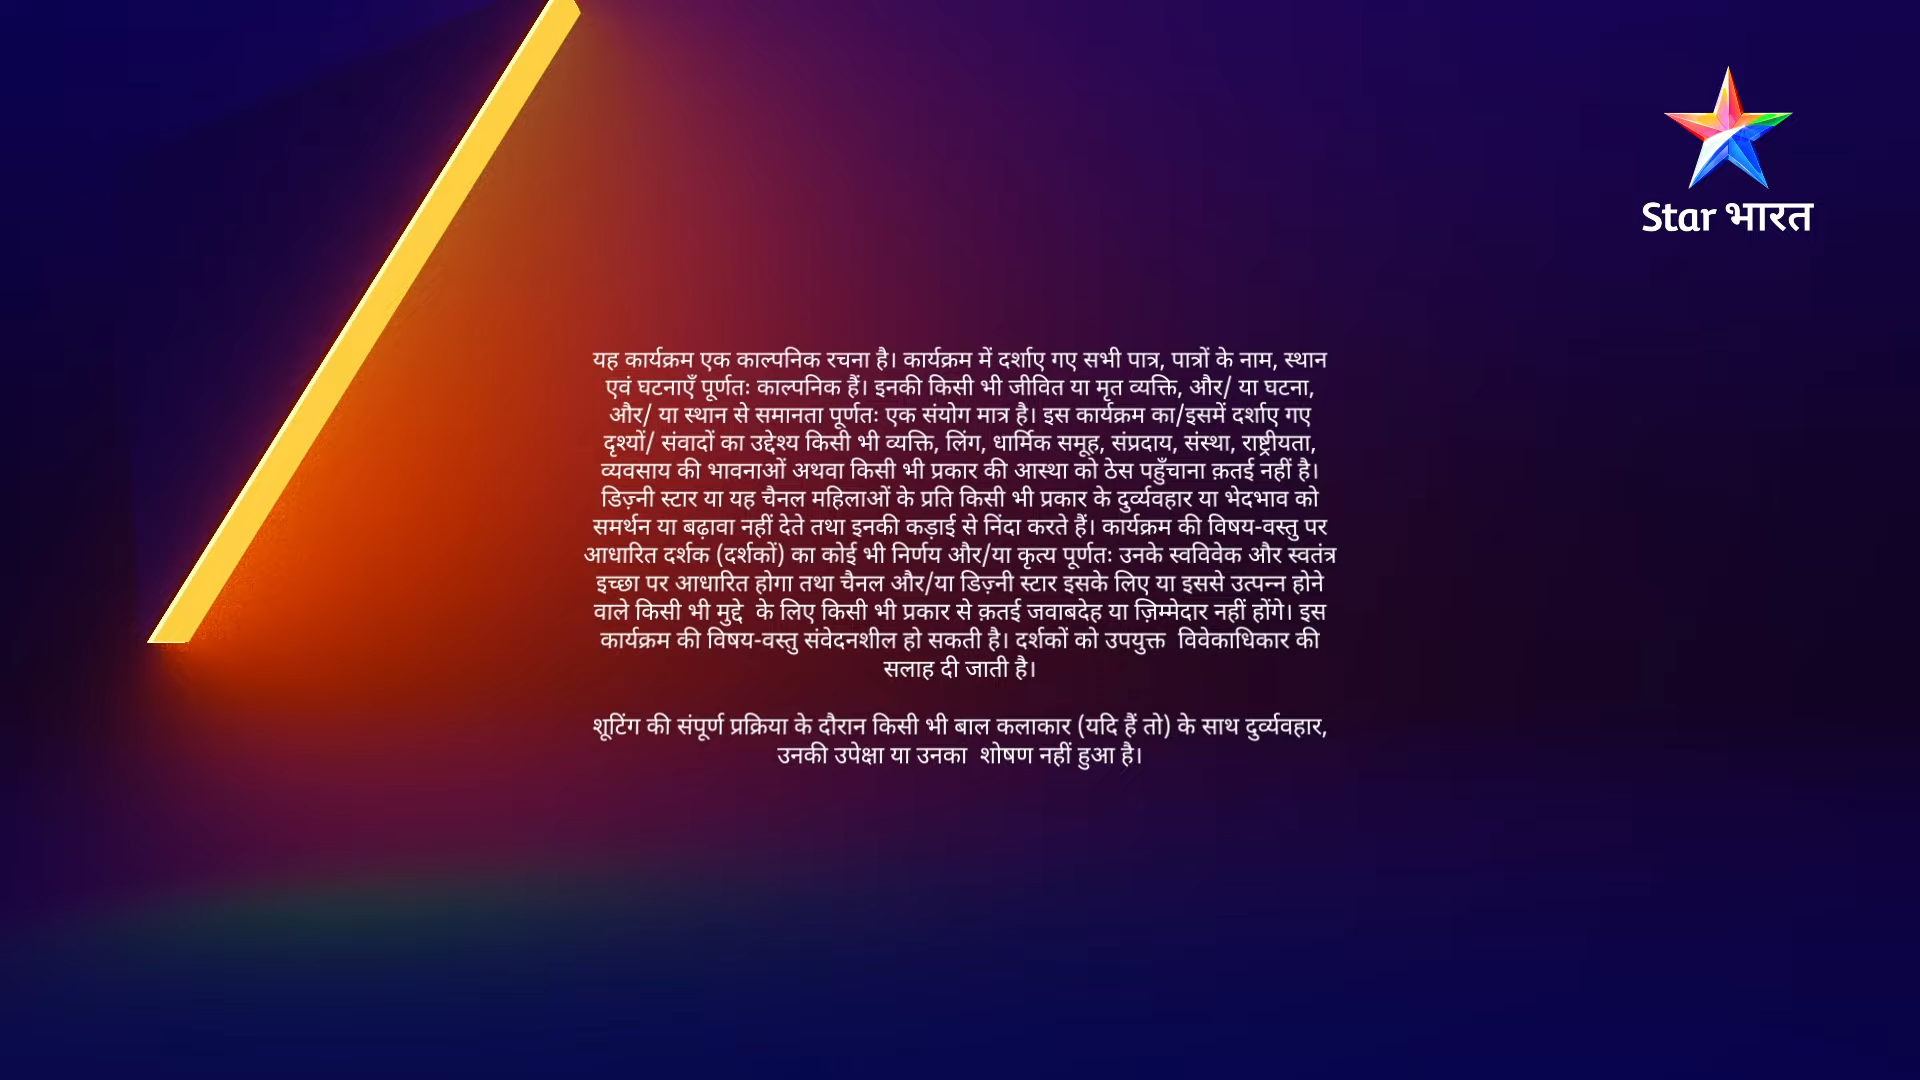 Star भारत
यह कार्यक्रम एक काल्पनिक रचना है। कार्यक्रम में दर्शाए गए सभी पात्र, पात्रों के नाम, स्थान
एवं घटनाएँ पूर्णतः काल्पनिक हैं। इनकी किसी भी जीवित या मृत व्यक्ति, और/ या घटना,
और/ या स्थान से समानता पूर्णतः एक संयोग मात्र है। इस कार्यक्रम का/इसमें दर्शाए गए
दृश्यों/ संवादों का उद्देश्य किसी भी व्यक्ति, लिंग, धार्मिक समूह, संप्रदाय, संस्था, राष्ट्रीयता,
व्यवसाय की भावनाओं अथवा किसी भी प्रकार की आस्था को ठेस पहुँचाना क़तई नहीं है।
डिज़्नी स्टार या यह चैनल महिलाओं के प्रति किसी भी प्रकार के दुर्व्यवहार या भेदभाव को
समर्थन या बढ़ावा नहीं देते तथा इनकी कड़ाई से निंदा करते हैं। कार्यक्रम की विषय-वस्तु पर
आधारित दर्शक (दर्शकों) का कोई भी निर्णय और/या कृत्य पूर्णतः उनके स्वविवेक और स्वतंत्र
इच्छा पर आधारित होगा तथा चैनल और/या डिज़्नी स्टार इसके लिए या इससे उत्पन्न होने
वाले किसी भी मुद्दे  के लिए किसी भी प्रकार से क़तई जवाबदेह या ज़िम्मेदार नहीं होंगे। इस
कार्यक्रम की विषय-वस्तु संवेदनशील हो सकती है। दर्शकों को उपयुक्त  विवेकाधिकार की
सलाह दी जाती है।
शूटिंग की संपूर्ण प्रक्रिया के दौरान किसी भी बाल कलाकार (यदि हैं तो) के साथ दुर्व्यवहार,
उनकी उपेक्षा या उनका  शोषण नहीं हुआ है।